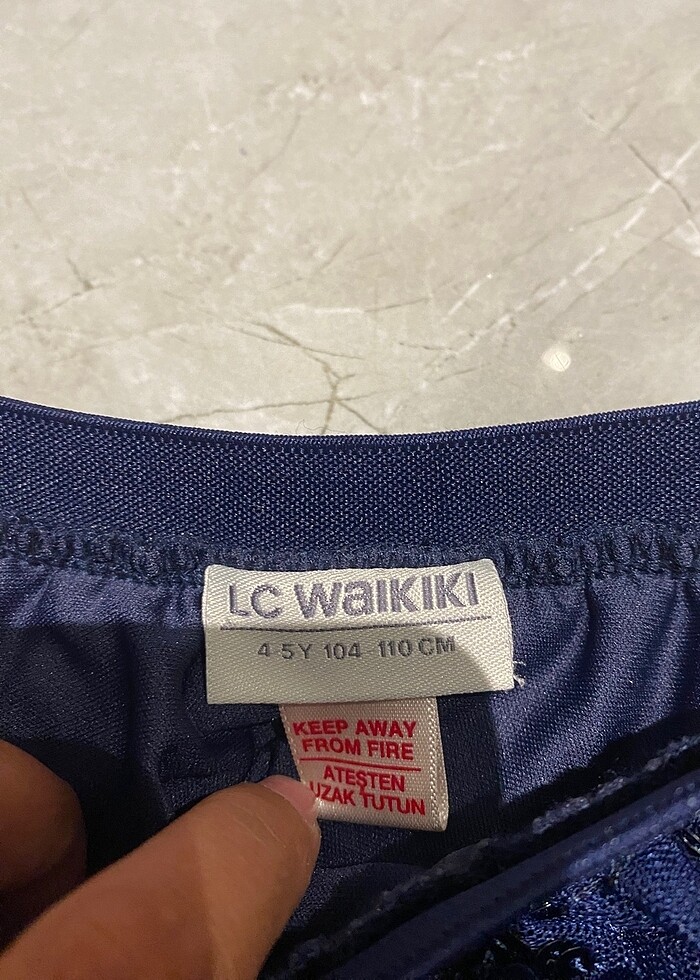 LC WAIKIKI
4 5Y 104 110 CM
KEEP AWAY
FROM FIRE
ATEŞTEN
UZAK TUTUN